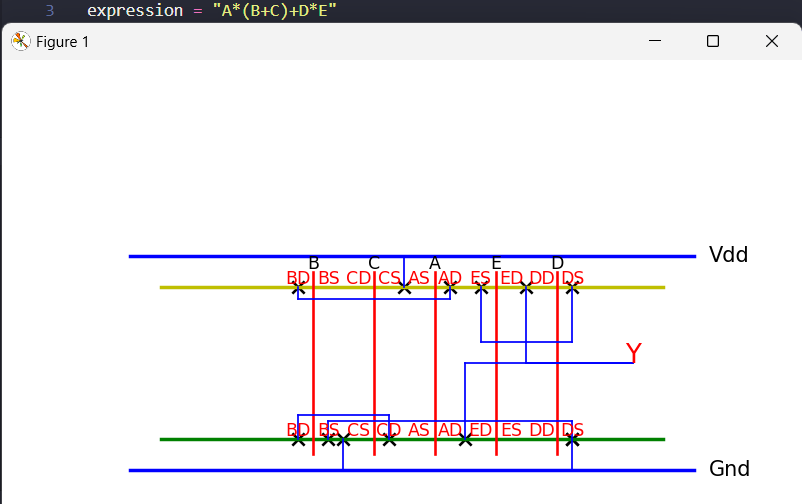 3 expression = "A*(B+C)+D*E"
Figure 1
Vdd
B C A E D
BD BS CD CS AS AD ES ED DD DS
Y
BD BS CS CD AS AD ED ES DD DS
Gnd